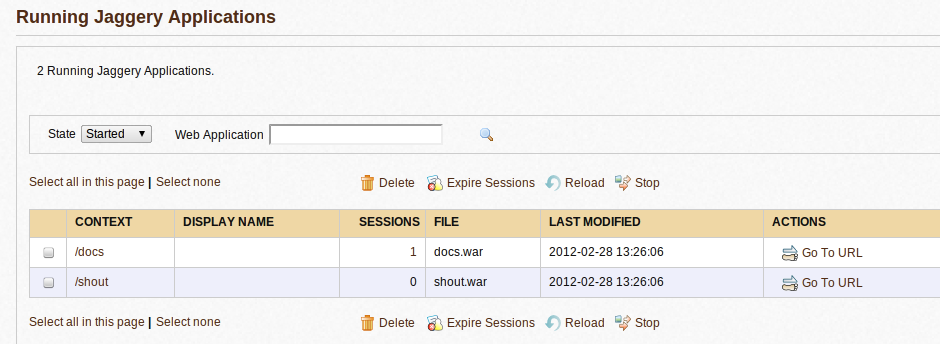 Running Jaggery Applications
2 Running Jaggery Applications.
State Started Web Application
Select all in this page | Select none Delete Expire Sessions Reload Stop
CONTEXT DISPLAY NAME SESSIONS FILE LAST MODIFIED ACTIONS
/docs 1 docs.war 2012-02-28 13:26:06 Go To URL
/shout 0 shout.war 2012-02-28 13:26:06 Go To URL
Select all in this page | Select none Delete Expire Sessions Reload Stop